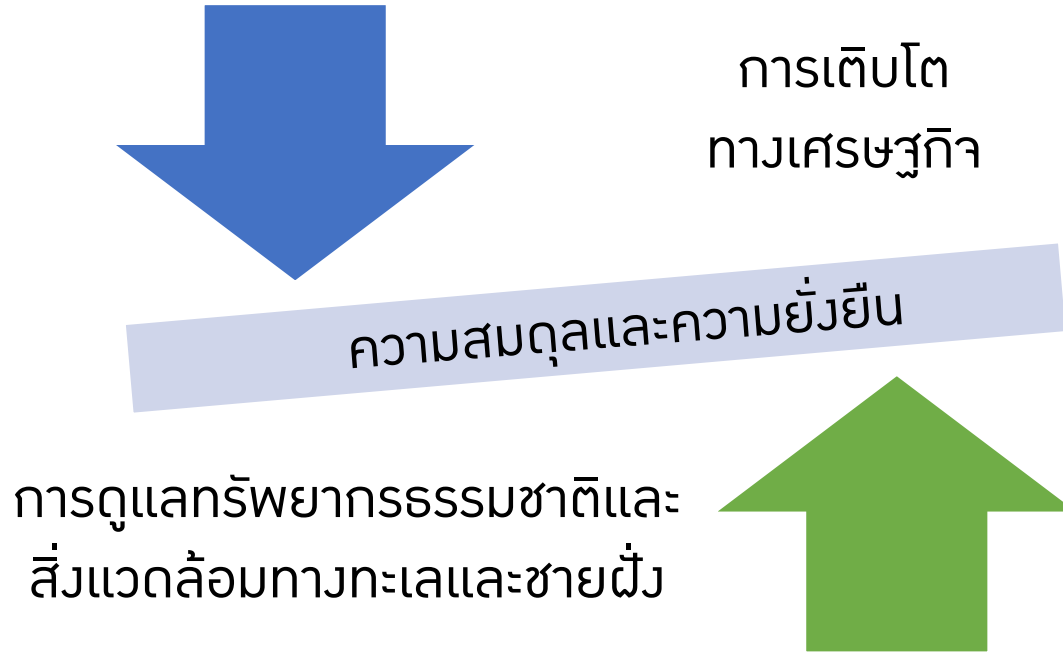 การเติบโต
ทางเศรษฐกิจ
ความสมดุลและความยั่งยืน
การดูแลทรัพยากรธรรมชาติและ
สิ่งแวดล้อมทางทะเลและชายฝั่ง